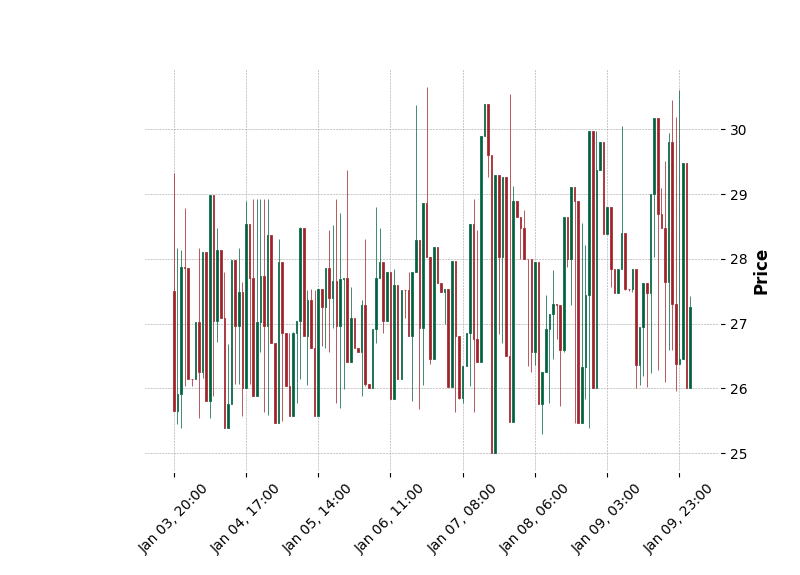 30
29
28
27
26
25
Price
Jan 03, 20:00
Jan 04, 17:00
Jan 05, 14:00
Jan 06, 11:00
Jan 07, 08:00
Jan 08, 06:00
Jan 09, 03:00
Jan 09, 23:00